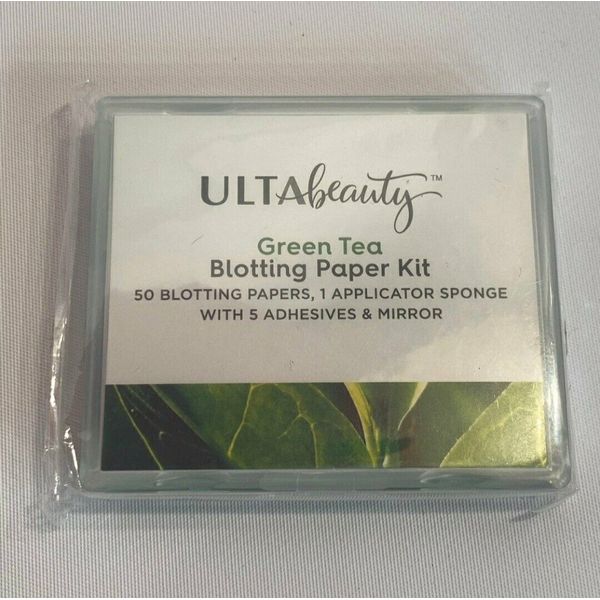 ULTAbeauty™
Green Tea
Blotting Paper Kit
50 BLOTTING PAPERS, 1 APPLICATOR SPONGE
WITH 5 ADHESIVES & MIRROR